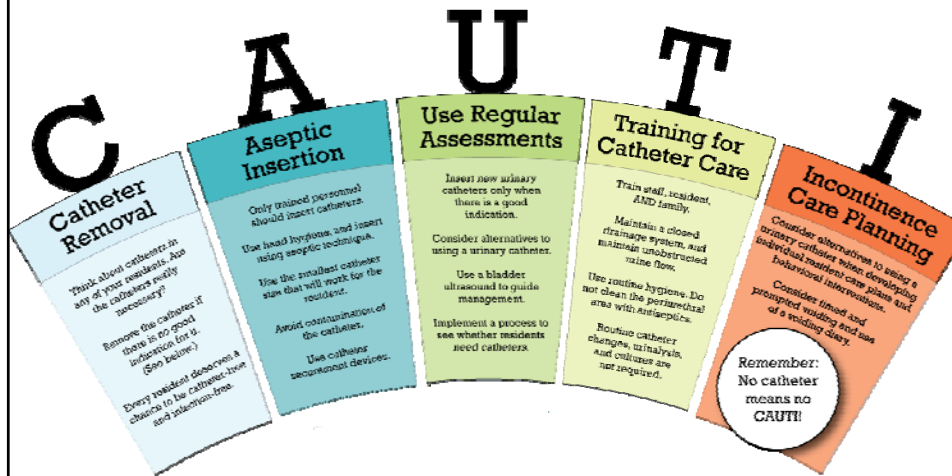 C A U T I
Catheter
Removal
Think about catheters in
any of your residents. Are
the catheters really
necessary?
Remove the catheter if
there is no good
indication for it.
(See below.)
Every resident deserves a
chance to be catheter-free
and infection-free.
Aseptic
Insertion
Only trained personnel
should insert catheters.
Use hand hygiene, and insert
using aseptic technique.
Use the smallest catheter
size that will work for the
resident.
Avoid contamination of
the catheter.
Use catheter
securement devices.
Use Regular
Assessments
Insert new urinary
catheters only when
there is a good
indication.
Consider alternatives to
using a urinary catheter.
Use a bladder
ultrasound to guide
management.
Implement a process to
see whether residents
need catheters.
Training for
Catheter Care
Train staff, resident,
AND family.
Maintain a closed
drainage system, and
maintain unobstructed
urine flow.
Use routine hygiene. Do
not clean the periurethral
area with antiseptics.
Routine catheter
changes, urinalysis,
and cultures are
not required.
Incontinence
Care Planning
Consider alternatives to using a
urinary catheter when developing
individual resident care plans and
behavioral interventions.
Consider timed and
prompted voiding and use
of a voiding diary.
Remember:
No catheter
means no
CAUTI!